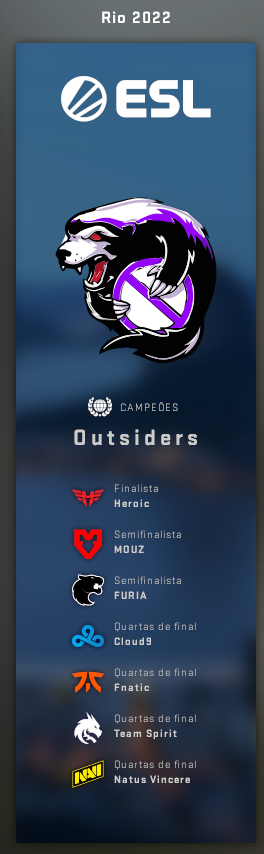 Rio 2022
ESL
CAMPEÕES
Outsiders
Finalista
Heroic
Semifinalista
MOUZ
Semifinalista
FURIA
Quartas de final
Cloud9
Quartas de final
Fnatic
Quartas de final
Team Spirit
NAVI
Quartas de final
Natus Vincere